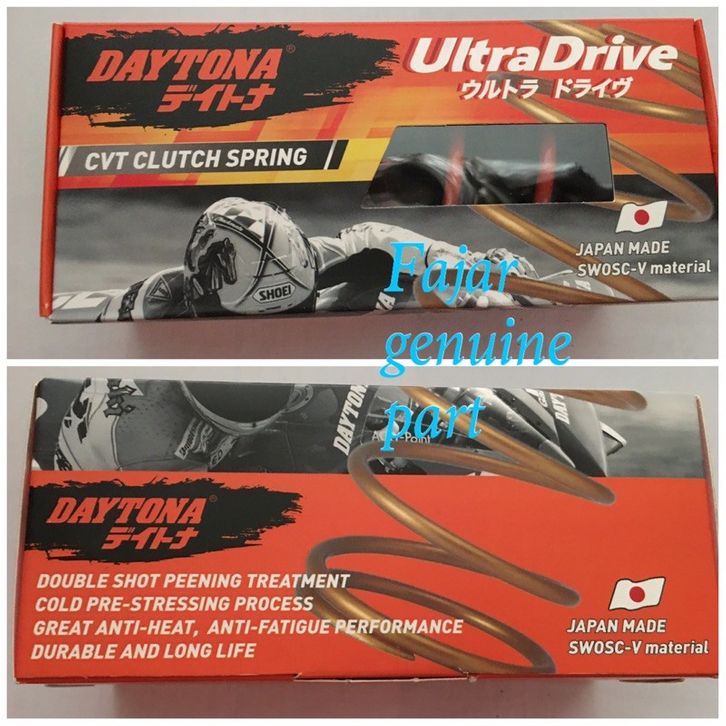 DAYTONA®
デイトナ
UltraDrive
ウルトラ ドライヴ
CVT CLUTCH SPRING
SHOEI
JAPAN MADE
SWOSC-V material
Fajar
genuine
part
DAYTON
DAYTONA
DAYTONA®
デイトナ
DOUBLE SHOT PEENING TREATMENT
COLD PRE-STRESSING PROCESS
GREAT ANTI-HEAT, ANTI-FATIGUE PERFORMANCE
DURABLE AND LONG LIFE
JAPAN MADE
SWOSC-V material